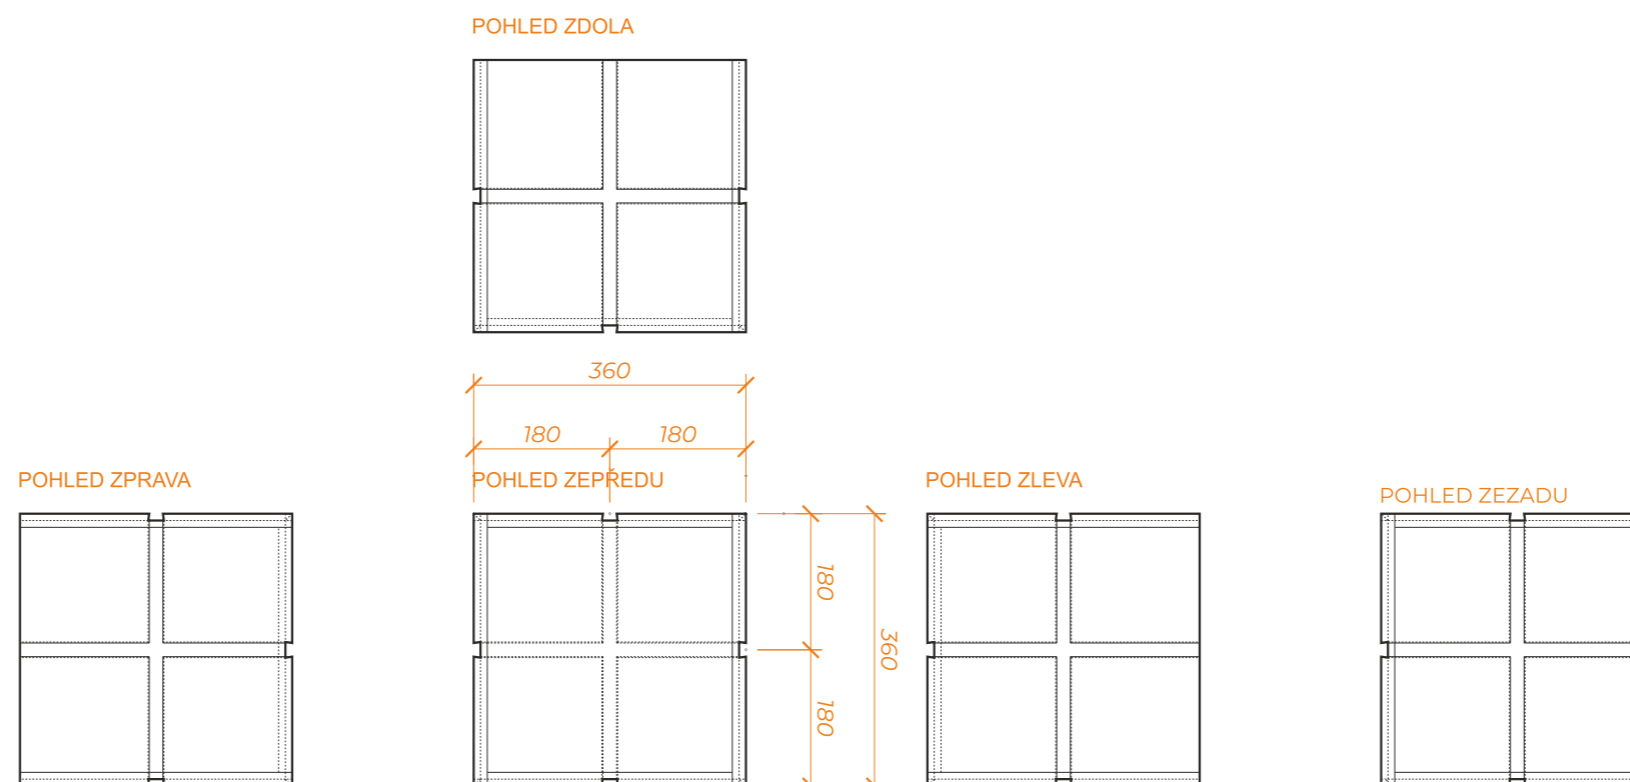 POHLED ZDOLA
360
180
180
POHLED ZPRAVA
POHLED ZEPŘEDU
POHLED ZLEVA
POHLED ZEZADU
180
360
180